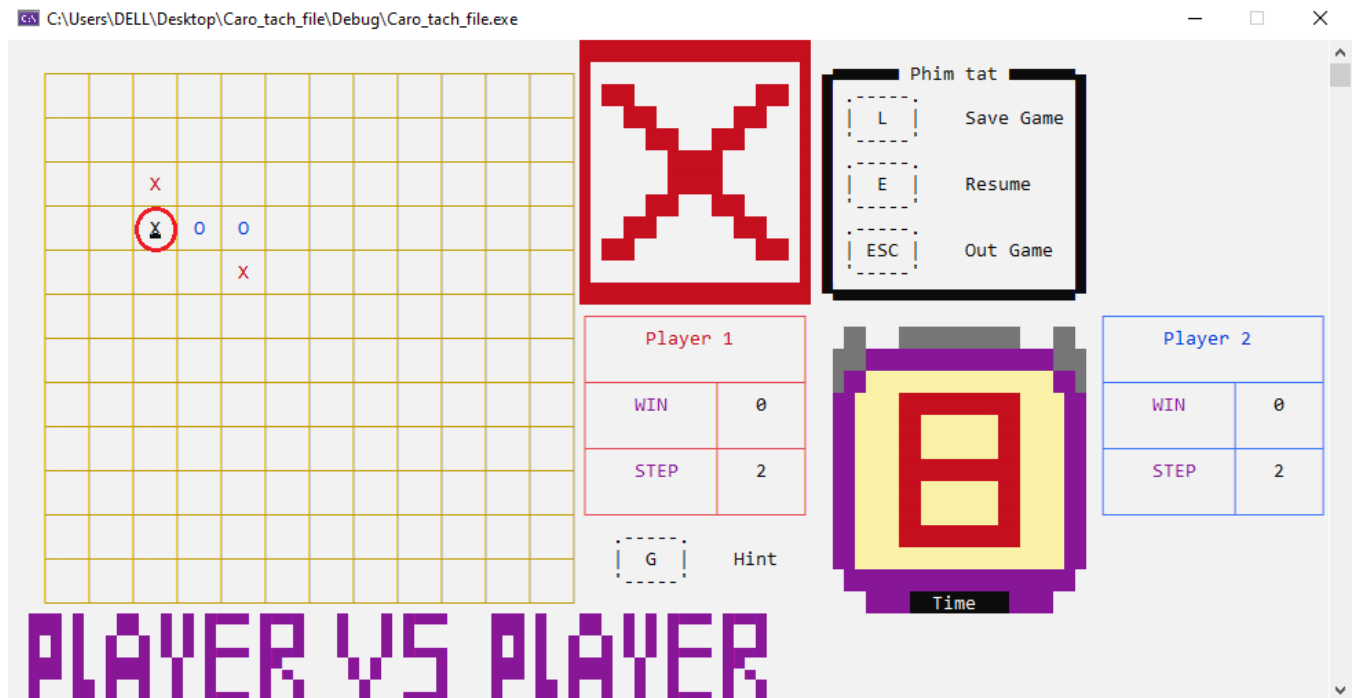 C:\Users\DELL\Desktop\Caro_tach_file\Debug\Caro_tach_file.exe
Phim tat
L Save Game
E Resume
ESC Out Game
X
X O O
X
Player 1
WIN 0
STEP 2
G Hint
8
Time
Player 2
WIN 0
STEP 2
PLAYER VS PLAYER